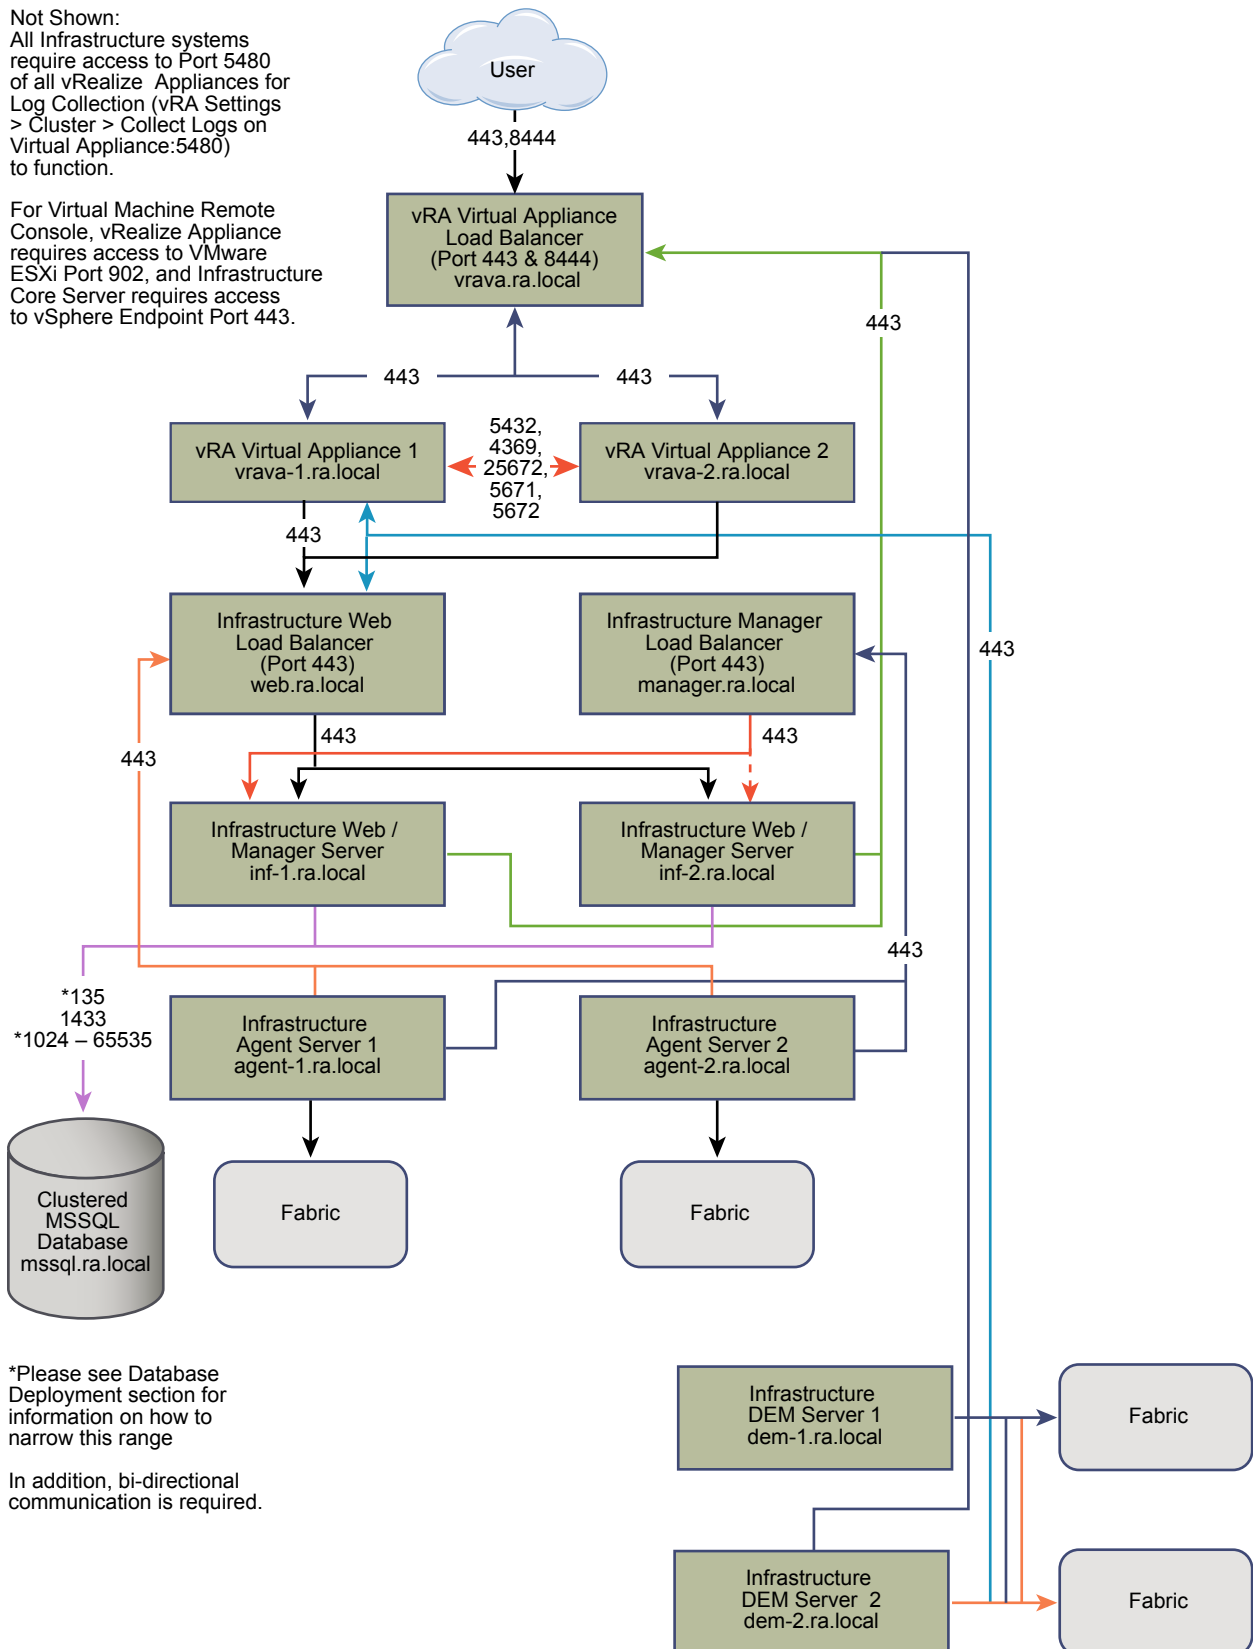 Not Shown:
All Infrastructure systems
require access to Port 5480
of all vRealize  Appliances for
Log Collection (vRA Settings
> Cluster > Collect Logs on
Virtual Appliance:5480)
to function.
For Virtual Machine Remote
Console, vRealize Appliance
requires access to VMware
ESXi Port 902, and Infrastructure
Core Server requires access
to vSphere Endpoint Port 443.
User
443,8444
vRA Virtual Appliance
Load Balancer
(Port 443 & 8444)
vrava.ra.local
443
443
443
vRA Virtual Appliance 1
vrava-1.ra.local
5432,
4369,
25672,
5671,
5672
vRA Virtual Appliance 2
vrava-2.ra.local
443
Infrastructure Web
Load Balancer
(Port 443)
web.ra.local
Infrastructure Manager
Load Balancer
(Port 443)
manager.ra.local
443
443
443
443
Infrastructure Web /
Manager Server
inf-1.ra.local
Infrastructure Web /
Manager Server
inf-2.ra.local
443
*135
1433
*1024 – 65535
Infrastructure
Agent Server 1
agent-1.ra.local
Infrastructure
Agent Server 2
agent-2.ra.local
Clustered
MSSQL
Database
mssql.ra.local
Fabric
Fabric
*Please see Database
Deployment section for
information on how to
narrow this range
In addition, bi-directional
communication is required.
Infrastructure
DEM Server 1
dem-1.ra.local
Fabric
Infrastructure
DEM Server  2
dem-2.ra.local
Fabric